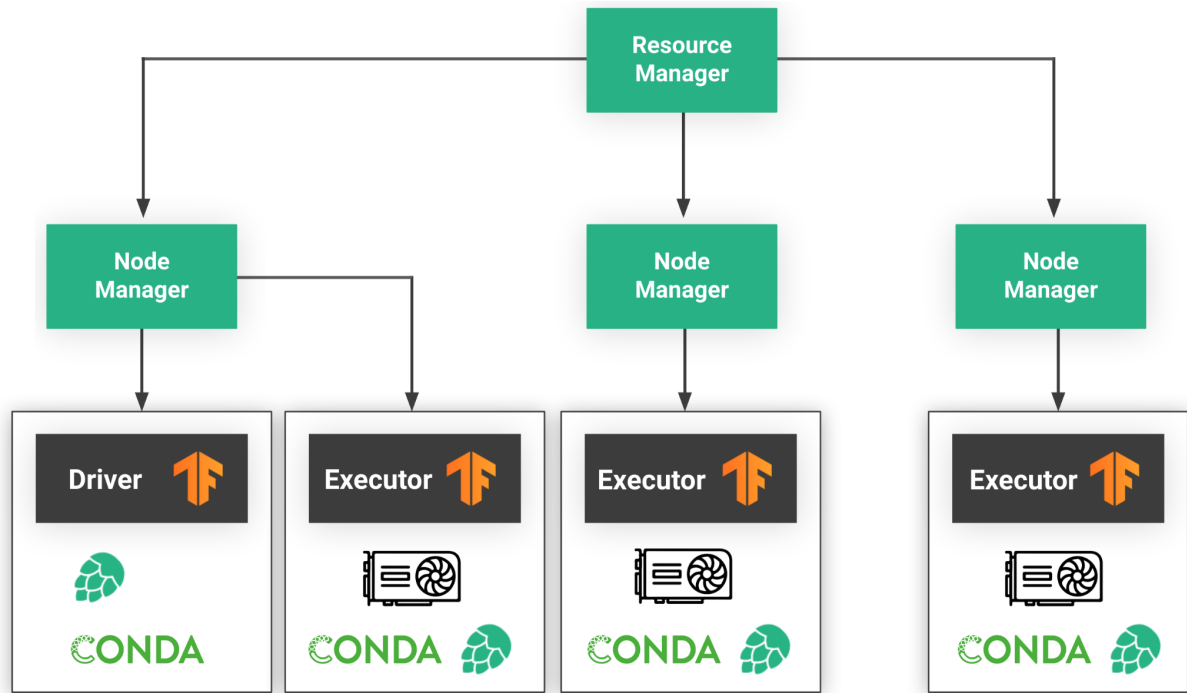 Resource
Manager
Node
Manager
Node
Manager
Node
Manager
Driver
Executor
Executor
Executor
CONDA
CONDA
CONDA
CONDA